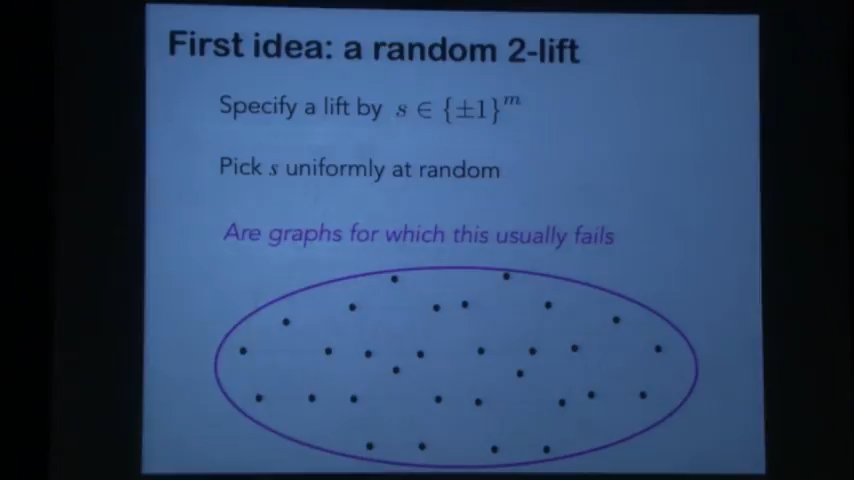 First idea: a random 2-lift
Specify a lift by s ∈ {±1}^m
Pick s uniformly at random
Are graphs for which this usually fails